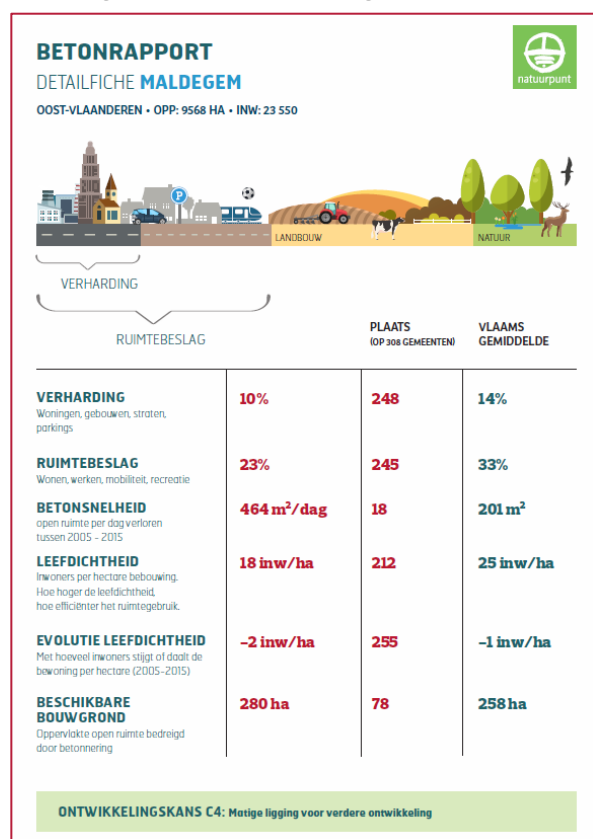 BETONRAPPORT
natuurpunt
DETAILFICHE MALDEGEM
OOST-VLAANDEREN • OPP: 9568 HA • INW: 23 550
P
LANDBOUW
NATUUR
VERHARDING
RUIMTEBESLAG
PLAATS
(OP 308 GEMEENTEN)
VLAAMS
GEMIDDELDE
VERHARDING
Woningen, gebouwen, straten,
parkings
10%
248
14%
RUIMTEBESLAG
Wonen, werken, mobiliteit, recreatie
23%
245
33%
BETONSNELHEID
open ruimte per dag verloren
tussen 2005 - 2015
464 m²/dag
18
201 m²
LEEFDICHTHEID
Inwoners per hectare bebouwing.
Hoe hoger de leefdichtheid,
hoe efficiënter het ruimtegebruik.
18 inw/ha
212
25 inw/ha
EVOLUTIE LEEFDICHTHEID
Met hoeveel inwoners stijgt of daalt de
bewoning per hectare (2005-2015)
-2 inw/ha
255
-1 inw/ha
BESCHIKBARE
BOUWGROND
Oppervlakte open ruimte bedreigd
door betonnering
280 ha
78
258 ha
ONTWIKKELINGSKANS C4: Matige ligging voor verdere ontwikkeling